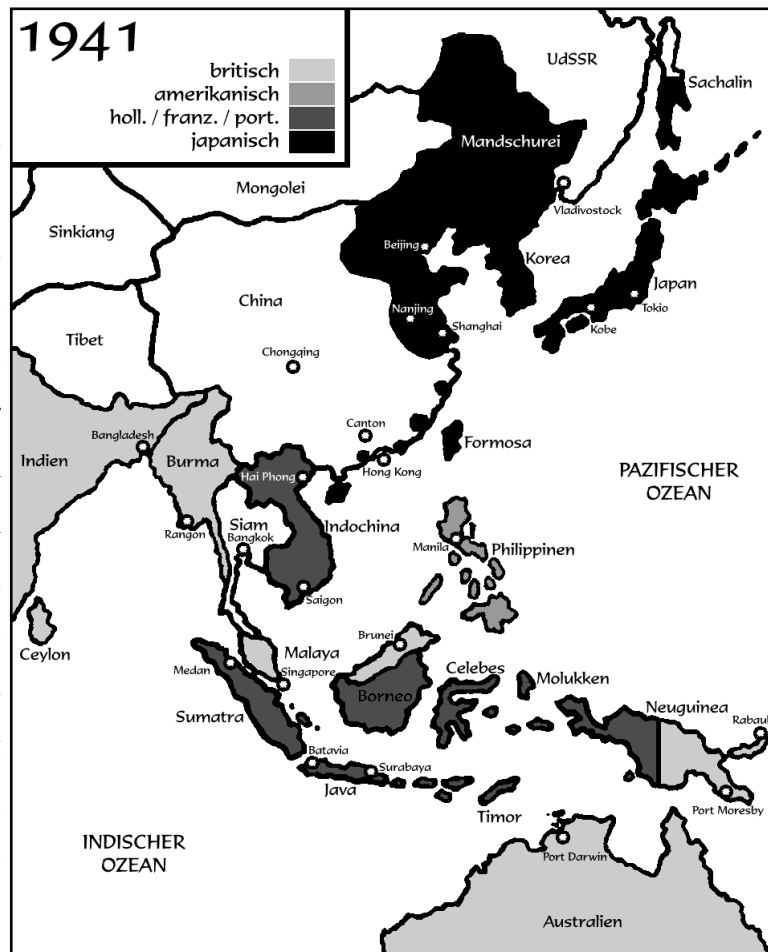 1941
britisch
amerikanisch
holl. / franz. / port.
japanisch
UdSSR
Sachalin
Mandschurei
Mongolei
Vladivostock
Sinkiang
Beijing
Korea
China
Japan
Nanjing
Tokio
Shanghai
Kobe
Tibet
Chongqing
Canton
Bangladesh
Formosa
Indien
Burma
Hong Kong
Hai Phong
PAZIFISCHER
OZEAN
Siam
Indochina
Rangon
Bangkok
Manila
Philippinen
Saigon
Brunei
Ceylon
Malaya
Medan
Singapore
Celebes
Molukken
Borneo
Neuguinea
Sumatra
Rabaul
Batavia
Surabaya
Java
Port Moresby
Timor
INDISCHER
OZEAN
Port Darwin
Australien